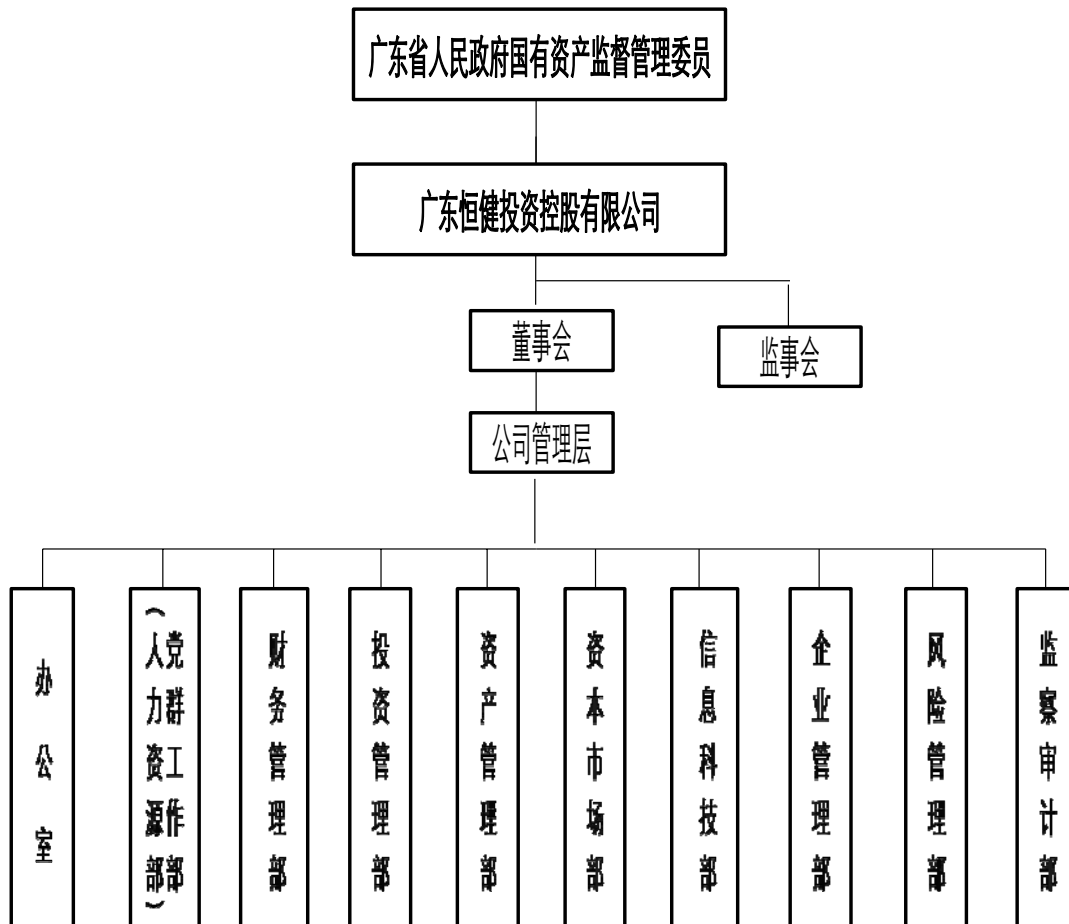 广东省人民政府国有资产监督管理委员
广东恒健投资控股有限公司
董事会
监事会
公司管理层
办公室
党群工作部
（人力资源部）
财务管理部
投资管理部
资产管理部
资本市场部
信息科技部
企业管理部
风险管理部
监察审计部